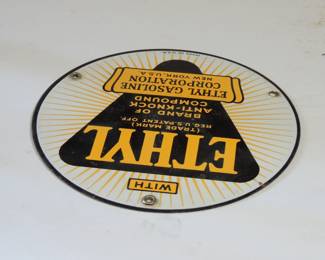 WITH
ETHYL
(TRADE MARK)
REG. U.S. PATENT OFF.
BRAND OF
ANTI-KNOCK
COMPOUND
ETHYL GASOLINE
CORPORATION
NEW YORK, U.S.A